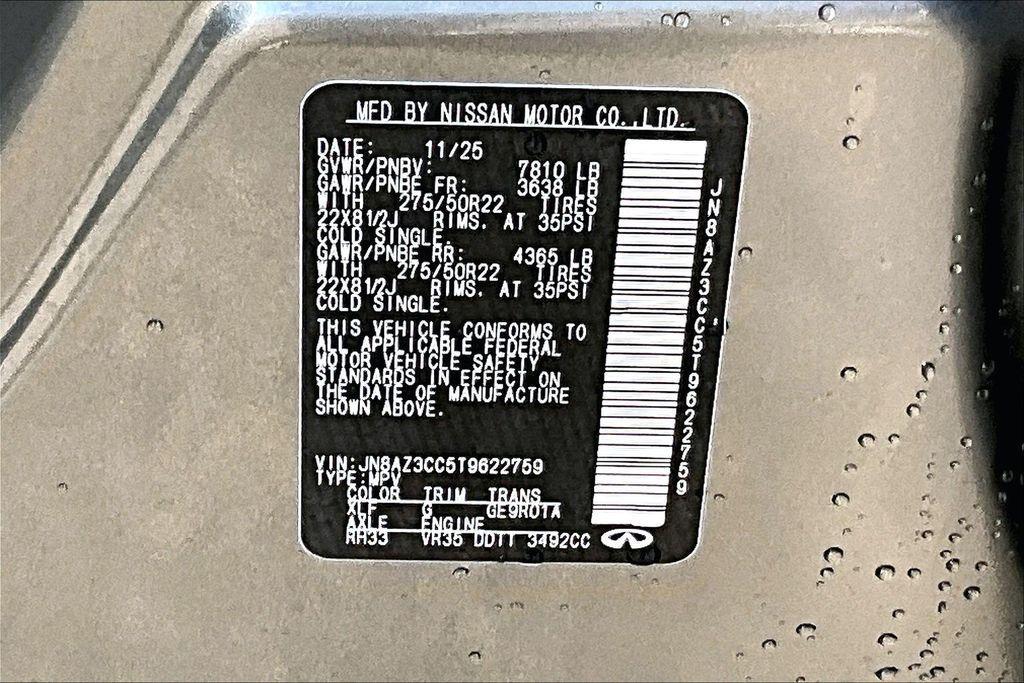 MFD BY NISSAN MOTOR CO.,LTD.
DATE: 11/25
GVWR/PNBV: 7810 LB
GAWR/PNBE FR: 3638 LB
WITH 275/50R22 TIRES
22X81/2J RIMS. AT 35PSI
COLD SINGLE.
GAWR/PNBE RR: 4365 LB
WITH 275/50R22 TIRES
22X81/2J RIMS. AT 35PSI
COLD SINGLE.
THIS VEHICLE CONFORMS TO
ALL APPLICABLE FEDERAL
MOTOR VEHICLE SAFETY
STANDARDS IN EFFECT ON
THE DATE OF MANUFACTURE
SHOWN ABOVE.
VIN:JN8AZ3CC5T9622759
TYPE:MPV
COLOR TRIM TRANS
XLF G GE9R01A
AXLE ENGINE
RH33 VR35 DDTT 3492CC
JN8AZ3CC5T9622759